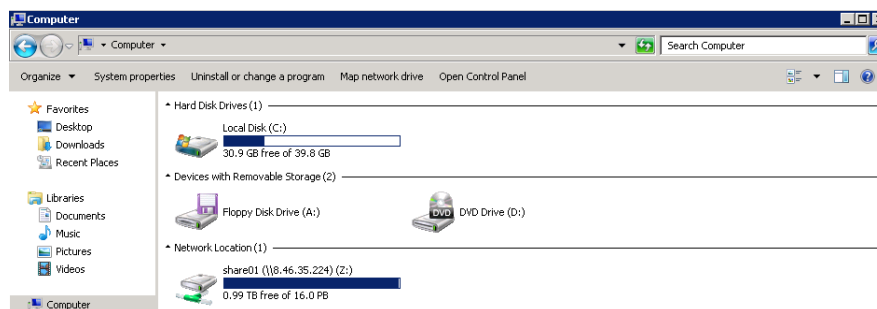 Computer
Computer
Search Computer
Organize System properties Uninstall or change a program Map network drive Open Control Panel
Favorites
Desktop
Downloads
Recent Places
Libraries
Documents
Music
Pictures
Videos
Computer
Hard Disk Drives (1)
Local Disk (C:)
30.9 GB free of 39.8 GB
Devices with Removable Storage (2)
Floppy Disk Drive (A:)
DVD
DVD Drive (D:)
Network Location (1)
share01 (\\8.46.35.224) (Z:)
0.99 TB free of 16.0 PB